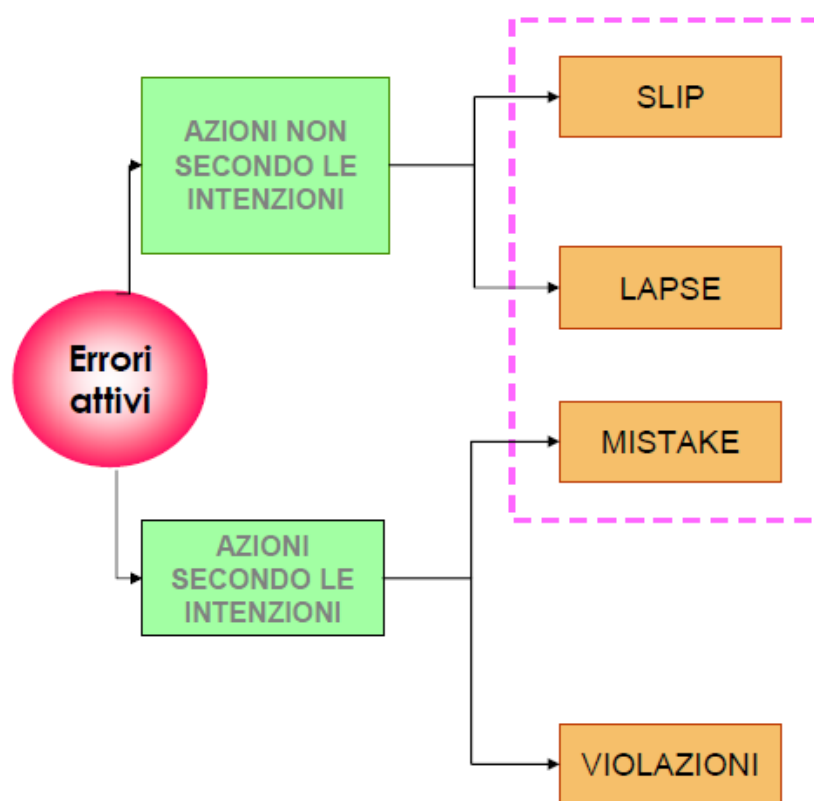 SLIP
AZIONI NON
SECONDO LE
INTENZIONI
LAPSE
Errori
attivi
MISTAKE
AZIONI
SECONDO LE
INTENZIONI
VIOLAZIONI